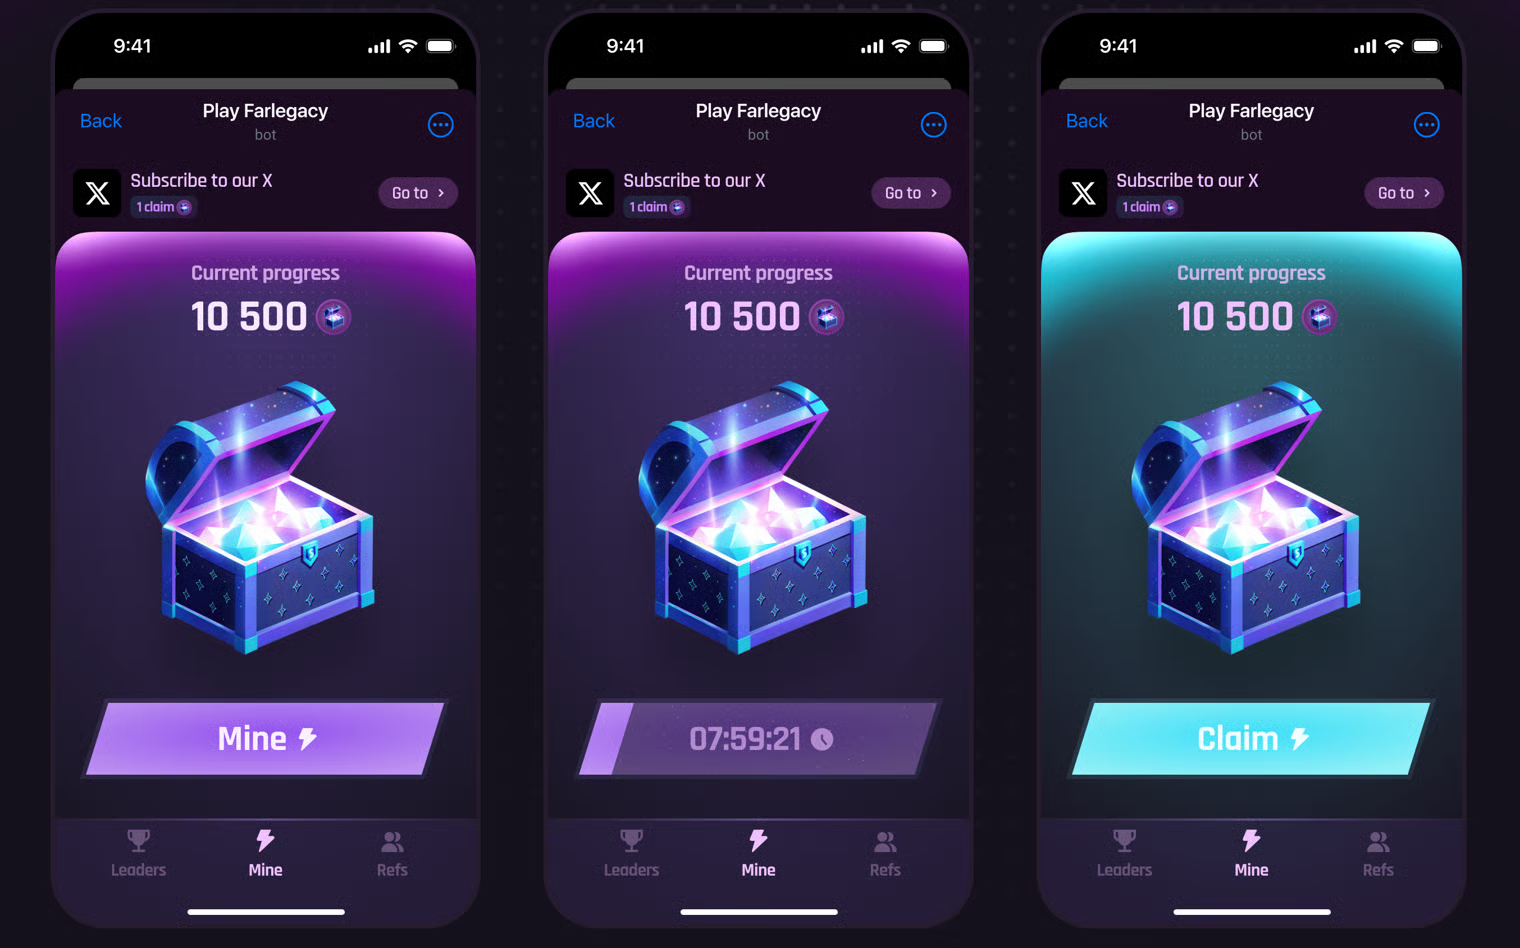 9:41
Back
Play Farlegacy
bot
Subscribe to our X
1 claim
Go to
Current progress
10 500
Mine
Leaders
Mine
Refs
9:41
Back
Play Farlegacy
bot
Subscribe to our X
1 claim
Go to
Current progress
10 500
07:59:21
Leaders
Mine
Refs
9:41
Back
Play Farlegacy
bot
Subscribe to our X
1 claim
Go to
Current progress
10 500
Claim
Leaders
Mine
Refs